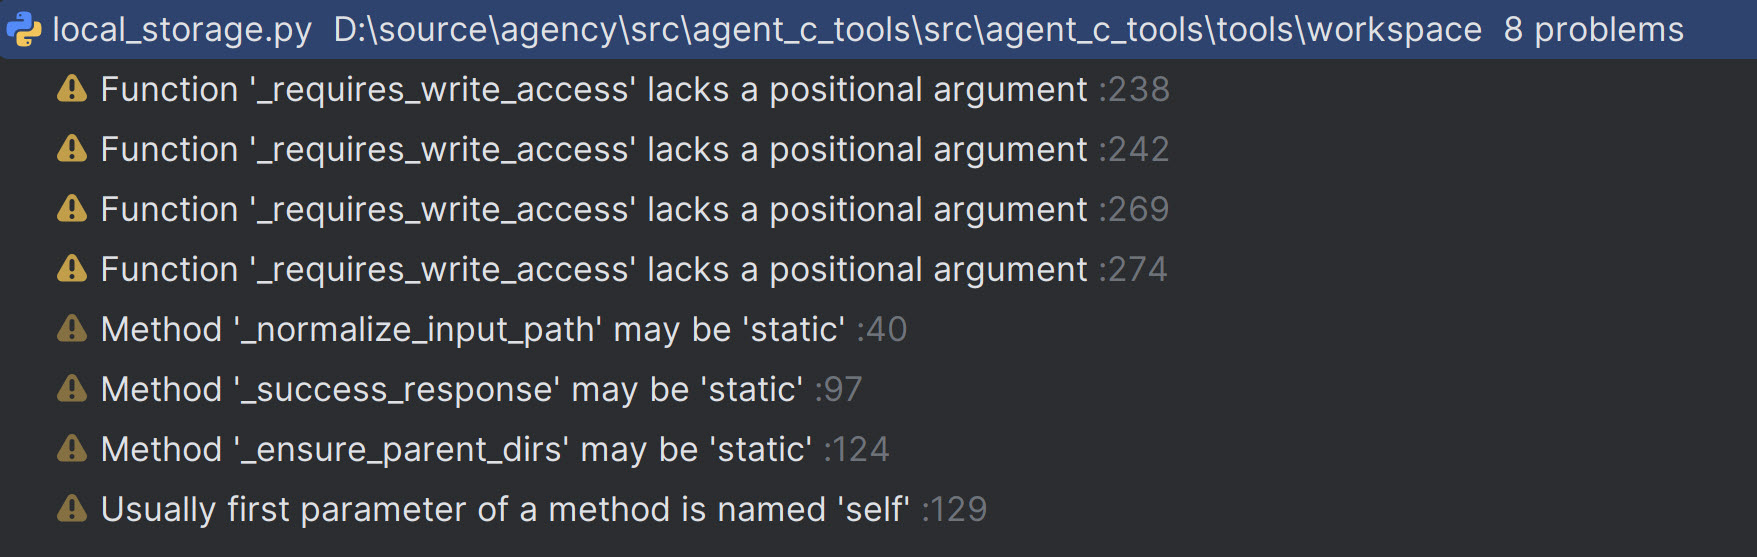 local_storage.py D:\source\agency\src\agent_c_tools\src\agent_c_tools\tools\workspace 8 problems
Function '_requires_write_access' lacks a positional argument :238
Function '_requires_write_access' lacks a positional argument :242
Function '_requires_write_access' lacks a positional argument :269
Function '_requires_write_access' lacks a positional argument :274
Method '_normalize_input_path' may be 'static' :40
Method '_success_response' may be 'static' :97
Method '_ensure_parent_dirs' may be 'static' :124
Usually first parameter of a method is named 'self' :129